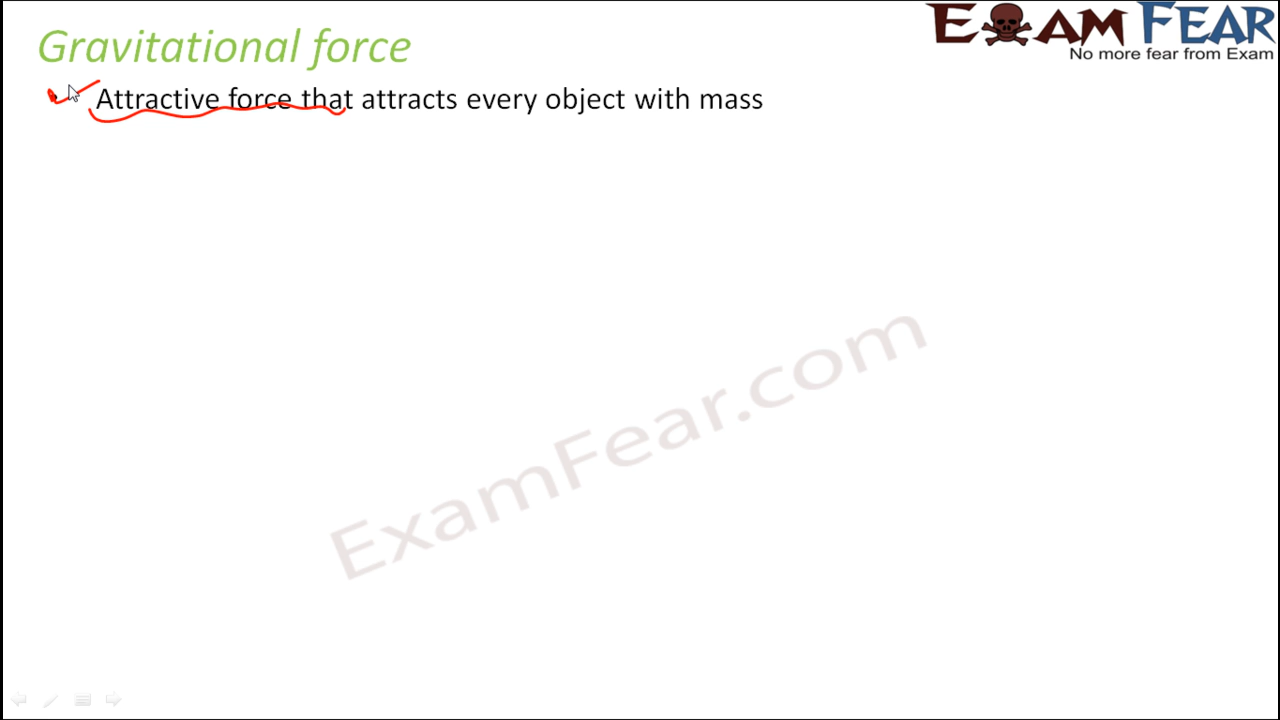 Gravitational force
EXAM FEAR
No more fear from Exam
Attractive force that attracts every object with mass
ExamFear.com